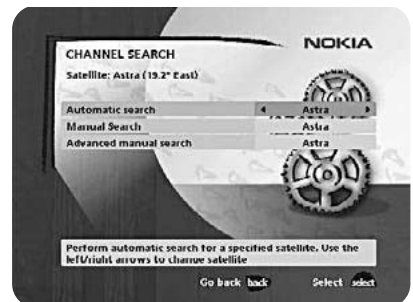 NOKIA
CHANNEL SEARCH
Satellite: Astra (19.2° East)
Automatic search Astra
Manual Search Astra
Advanced manual search Astra
Perform automatic search for a specified satellite. Use the
left/right arrows to change satellite
Go back back Select select